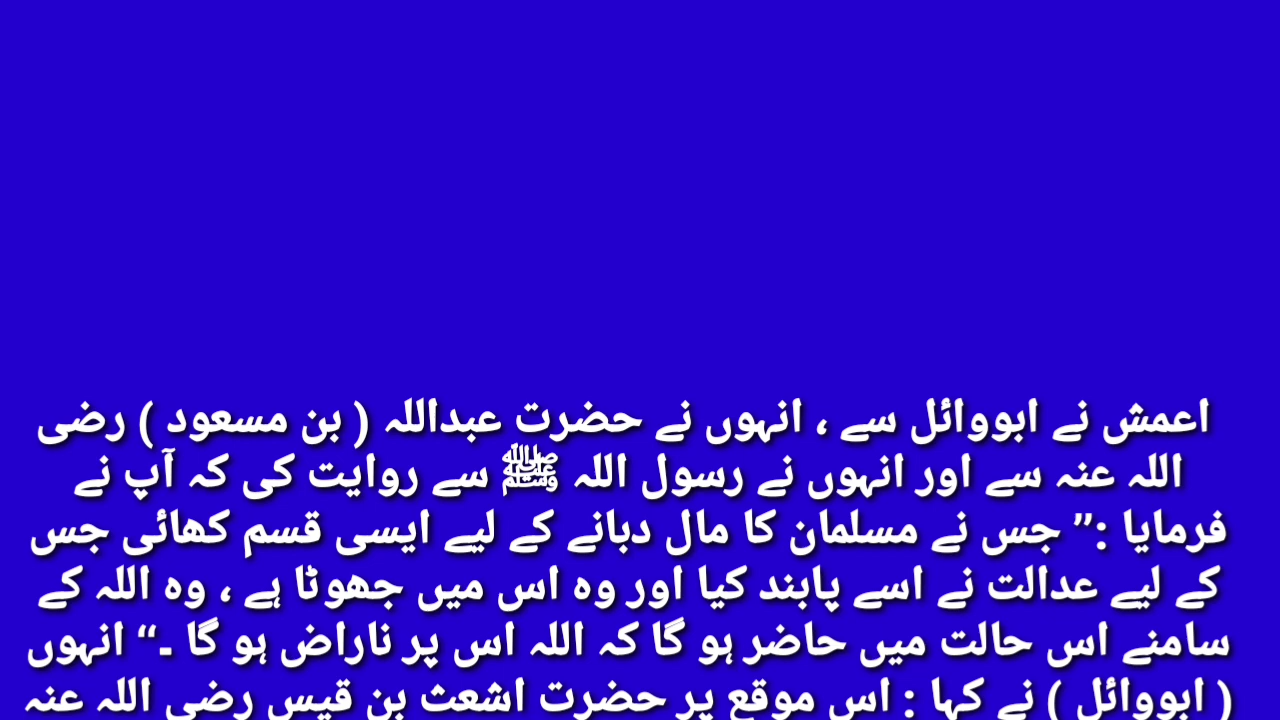 اعمش نے ابووائل سے ، انہوں نے حضرت عبداللہ ( بن مسعود ) رضی
اللہ عنہ سے اور انہوں نے رسول اللہ ﷺ سے روایت کی کہ آپ نے
فرمایا :’’ جس نے مسلمان کا مال دبانے کے لیے ایسی قسم کھائی جس
کے لیے عدالت نے اسے پابند کیا اور وہ اس میں جھوٹا ہے ، وہ اللہ کے
سامنے اس حالت میں حاضر ہو گا کہ اللہ اس پر ناراض ہو گا ۔‘‘ انہوں
( ابووائل ) نے کہا : اس موقع پر حضرت اشعث بن قیس رضی اللہ عنہ